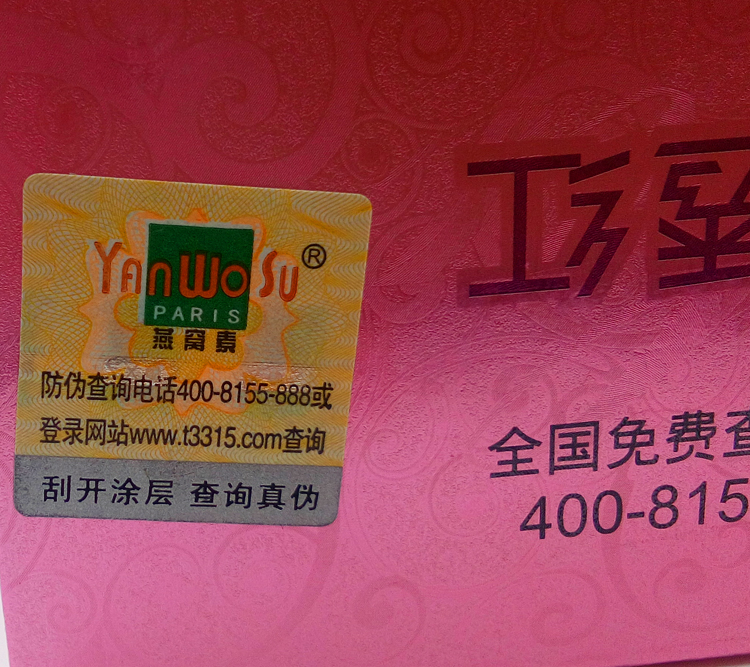 YanWoSu®
PARIS
燕窝素
防伪查询电话400-8155-888或
登录网站www.t3315.com查询
刮开涂层 查询真伪
全国免费查
400-815